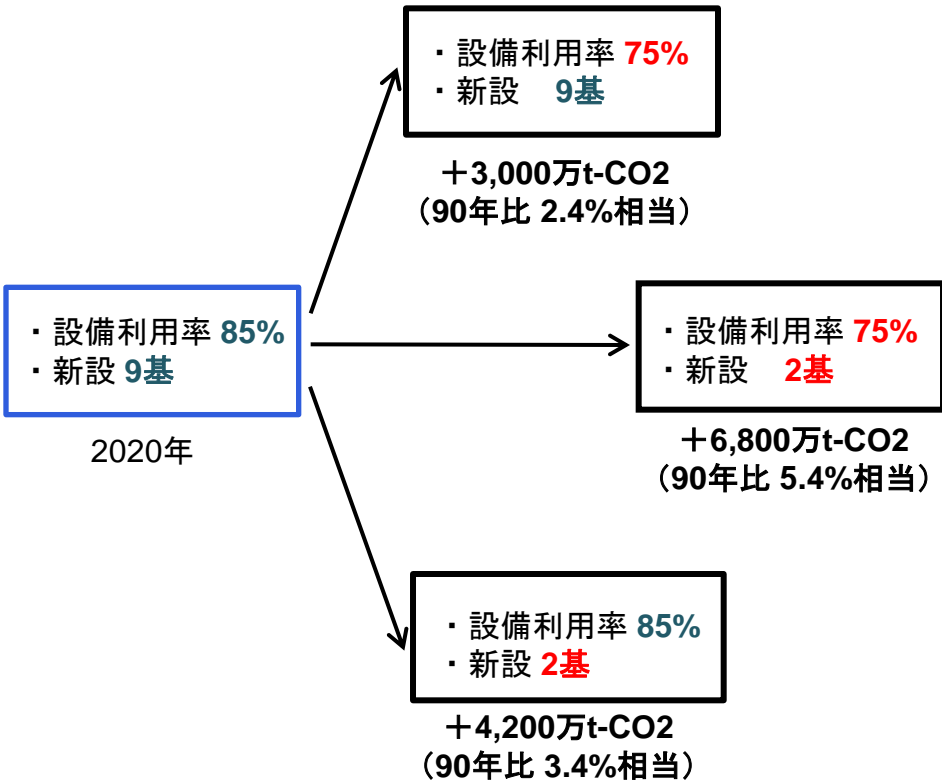 ・設備利用率 75%
・新設　9基
＋3,000万t-CO2
（90年比 2.4%相当）
・設備利用率 85%
・新設 9基
2020年
・設備利用率 75%
・新設　2基
＋6,800万t-CO2
（90年比 5.4%相当）
・設備利用率 85%
・新設 2基
＋4,200万t-CO2
（90年比 3.4%相当）